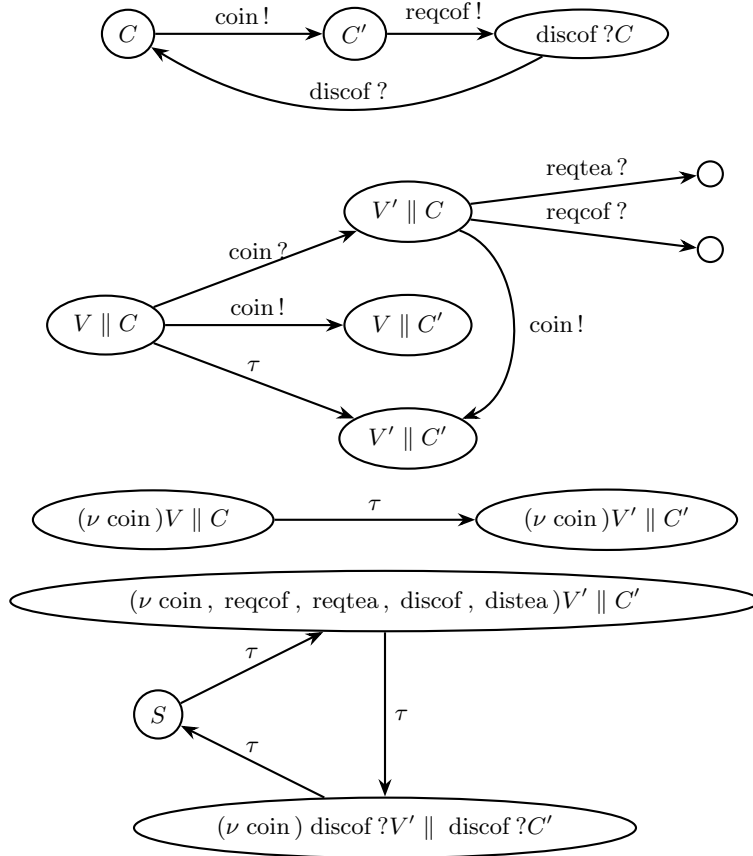 C coin! C′ reqcof! discof?C
discof?
reqtea?
V′ ∥ C
reqcof?
coin?
V ∥ C coin! V ∥ C′ coin!
τ
V′ ∥ C′
(ν coin)V ∥ C τ (ν coin)V′ ∥ C′
(ν coin, reqcof, reqtea, discof, distea)V′ ∥ C′
τ
S τ
τ
(ν coin) discof?V′ ∥ discof?C′